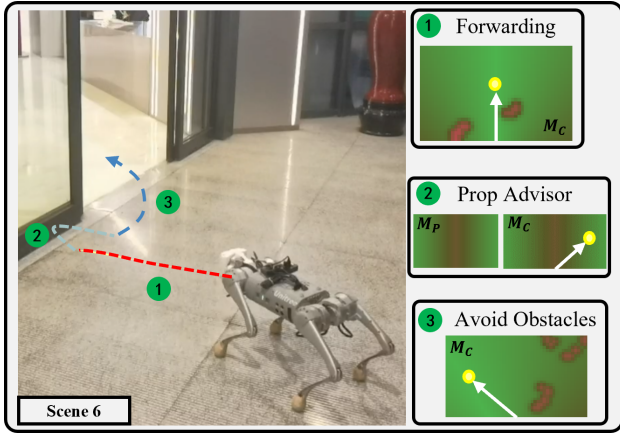 1 Forwarding
M_C
2 Prop Advisor
M_P M_C
3 Avoid Obstacles
M_C
3
2
1
Scene 6